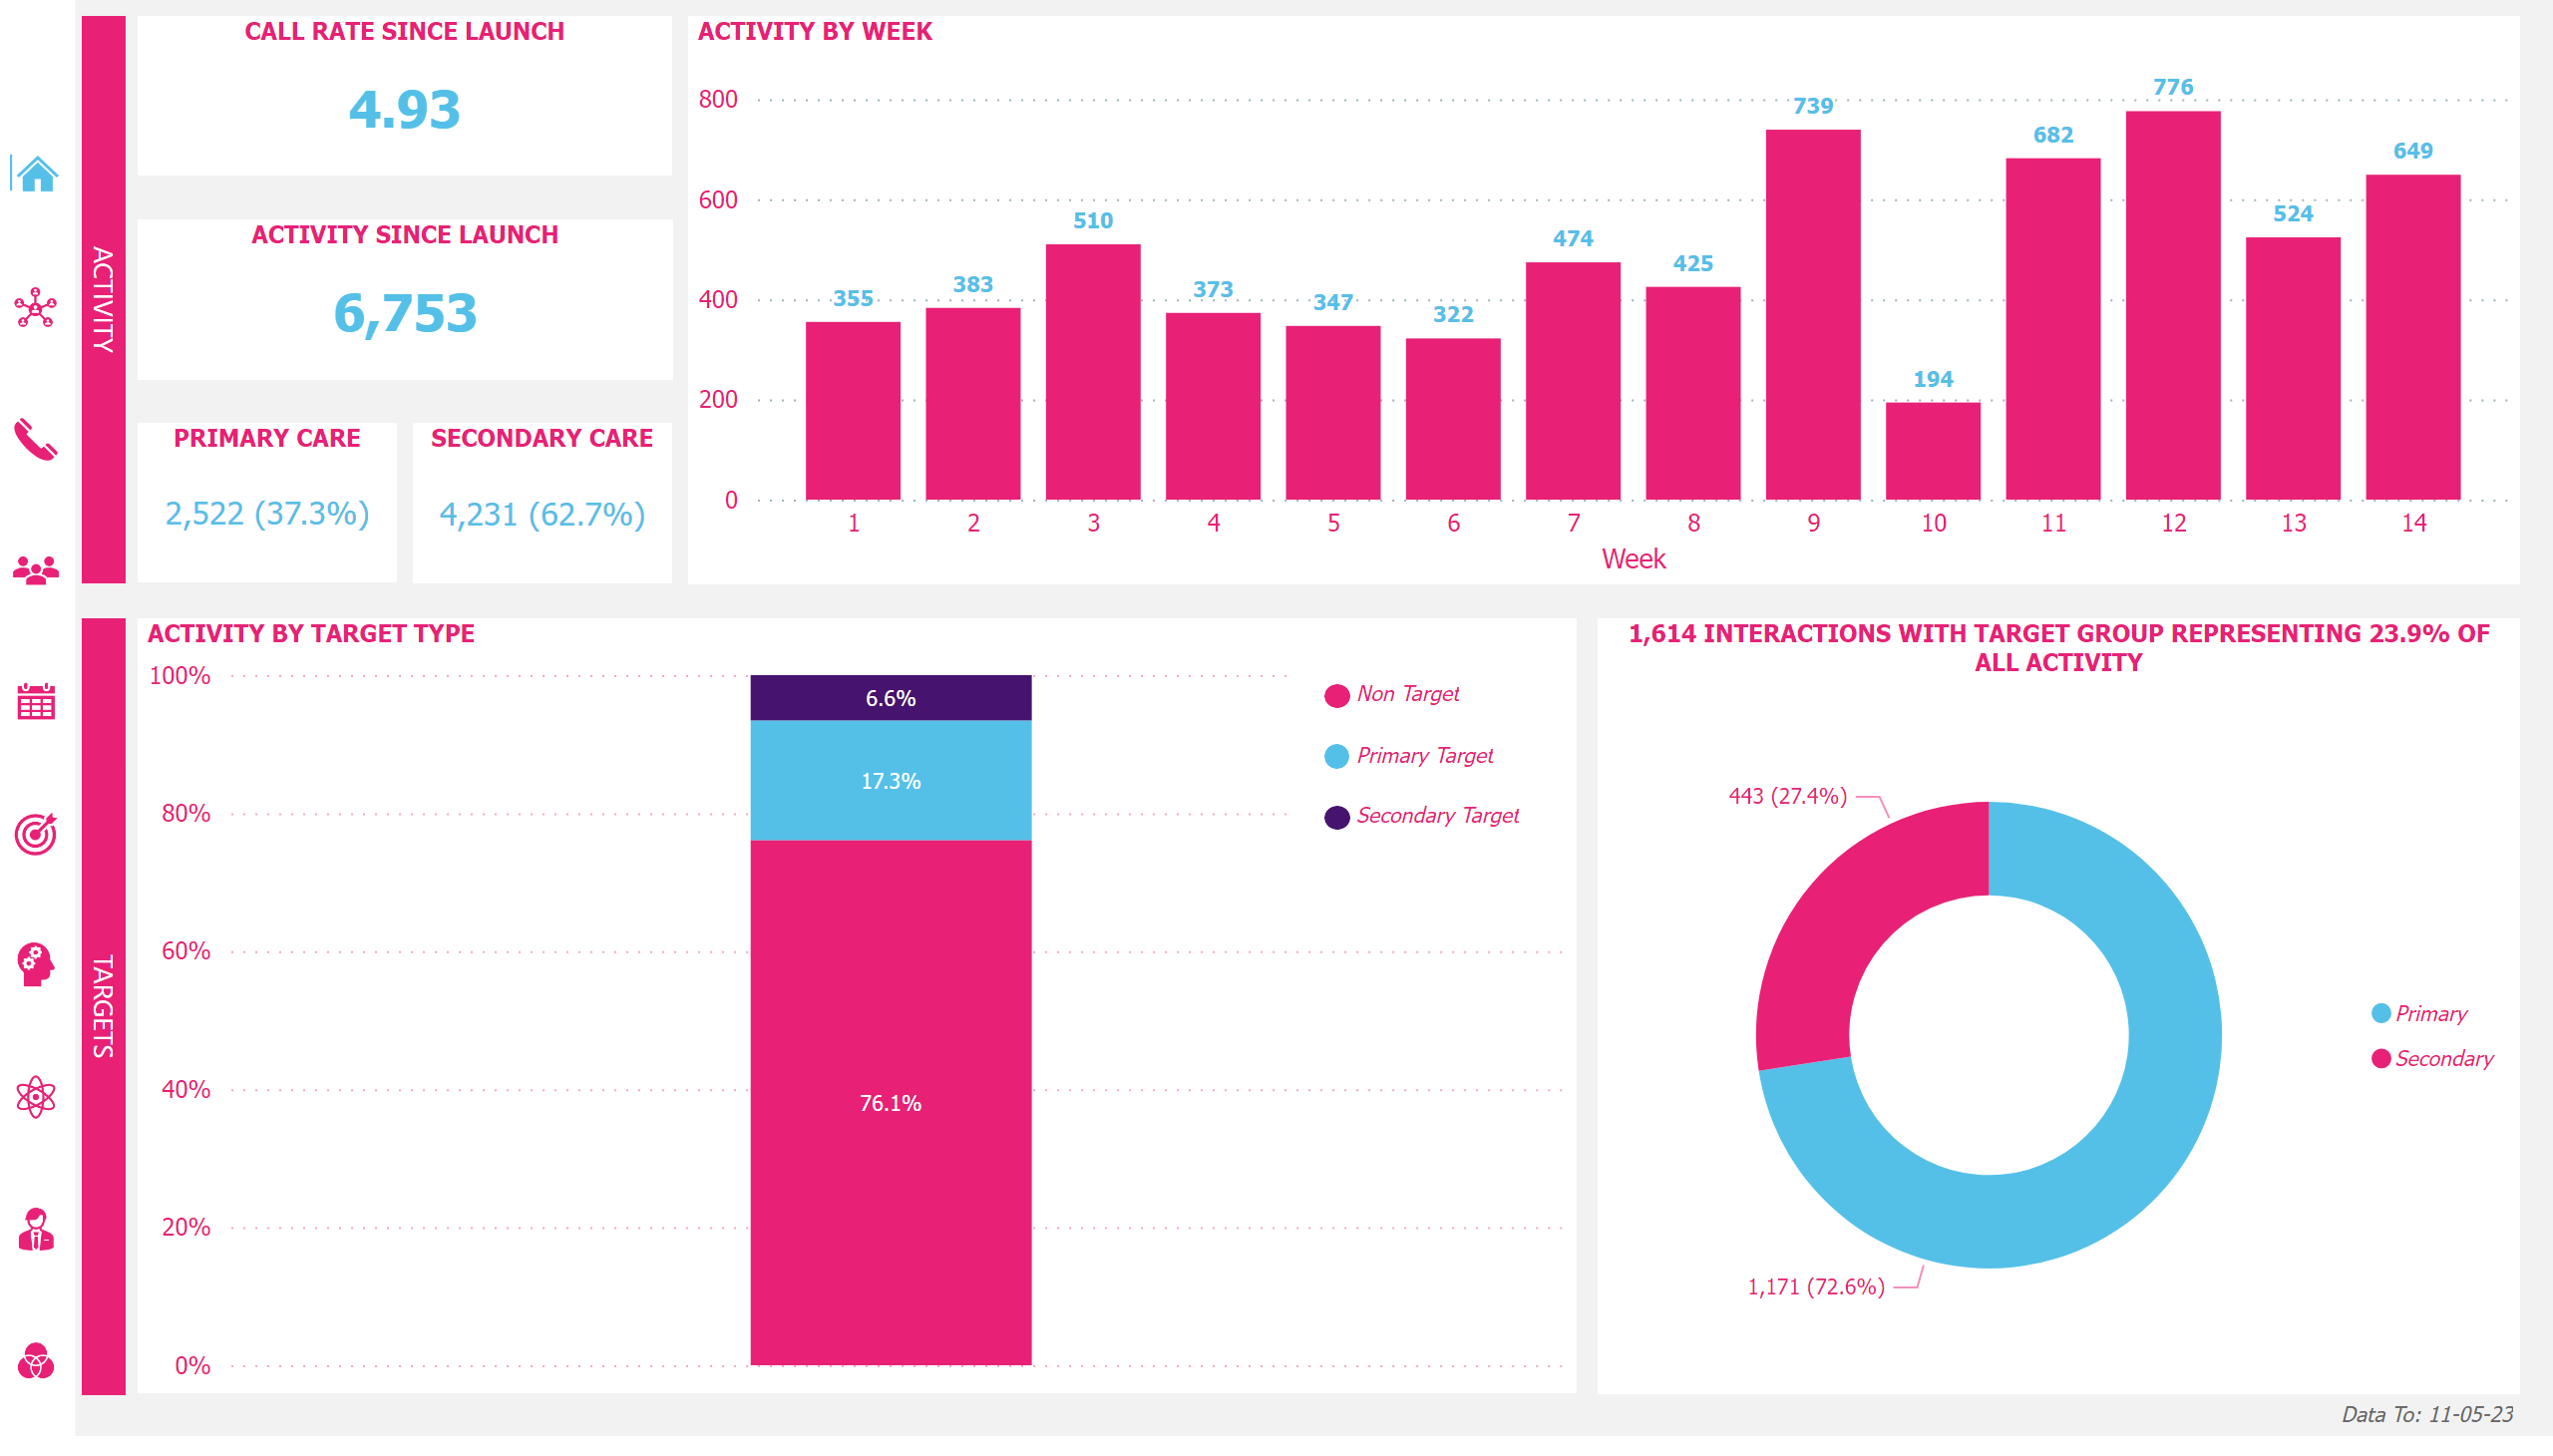 ACTIVITY
CALL RATE SINCE LAUNCH
4.93
ACTIVITY SINCE LAUNCH
6,753
PRIMARY CARE
2,522 (37.3%)
SECONDARY CARE
4,231 (62.7%)
ACTIVITY BY WEEK
800
600
400
200
0
355
383
510
373
347
322
474
425
739
194
682
776
524
649
1 2 3 4 5 6 7 8 9 10 11 12 13 14
Week
TARGETS
ACTIVITY BY TARGET TYPE
100%
80%
60%
40%
20%
0%
6.6%
17.3%
76.1%
Non Target
Primary Target
Secondary Target
1,614 INTERACTIONS WITH TARGET GROUP REPRESENTING 23.9% OF
ALL ACTIVITY
443 (27.4%)
1,171 (72.6%)
Primary
Secondary
Data To: 11-05-23